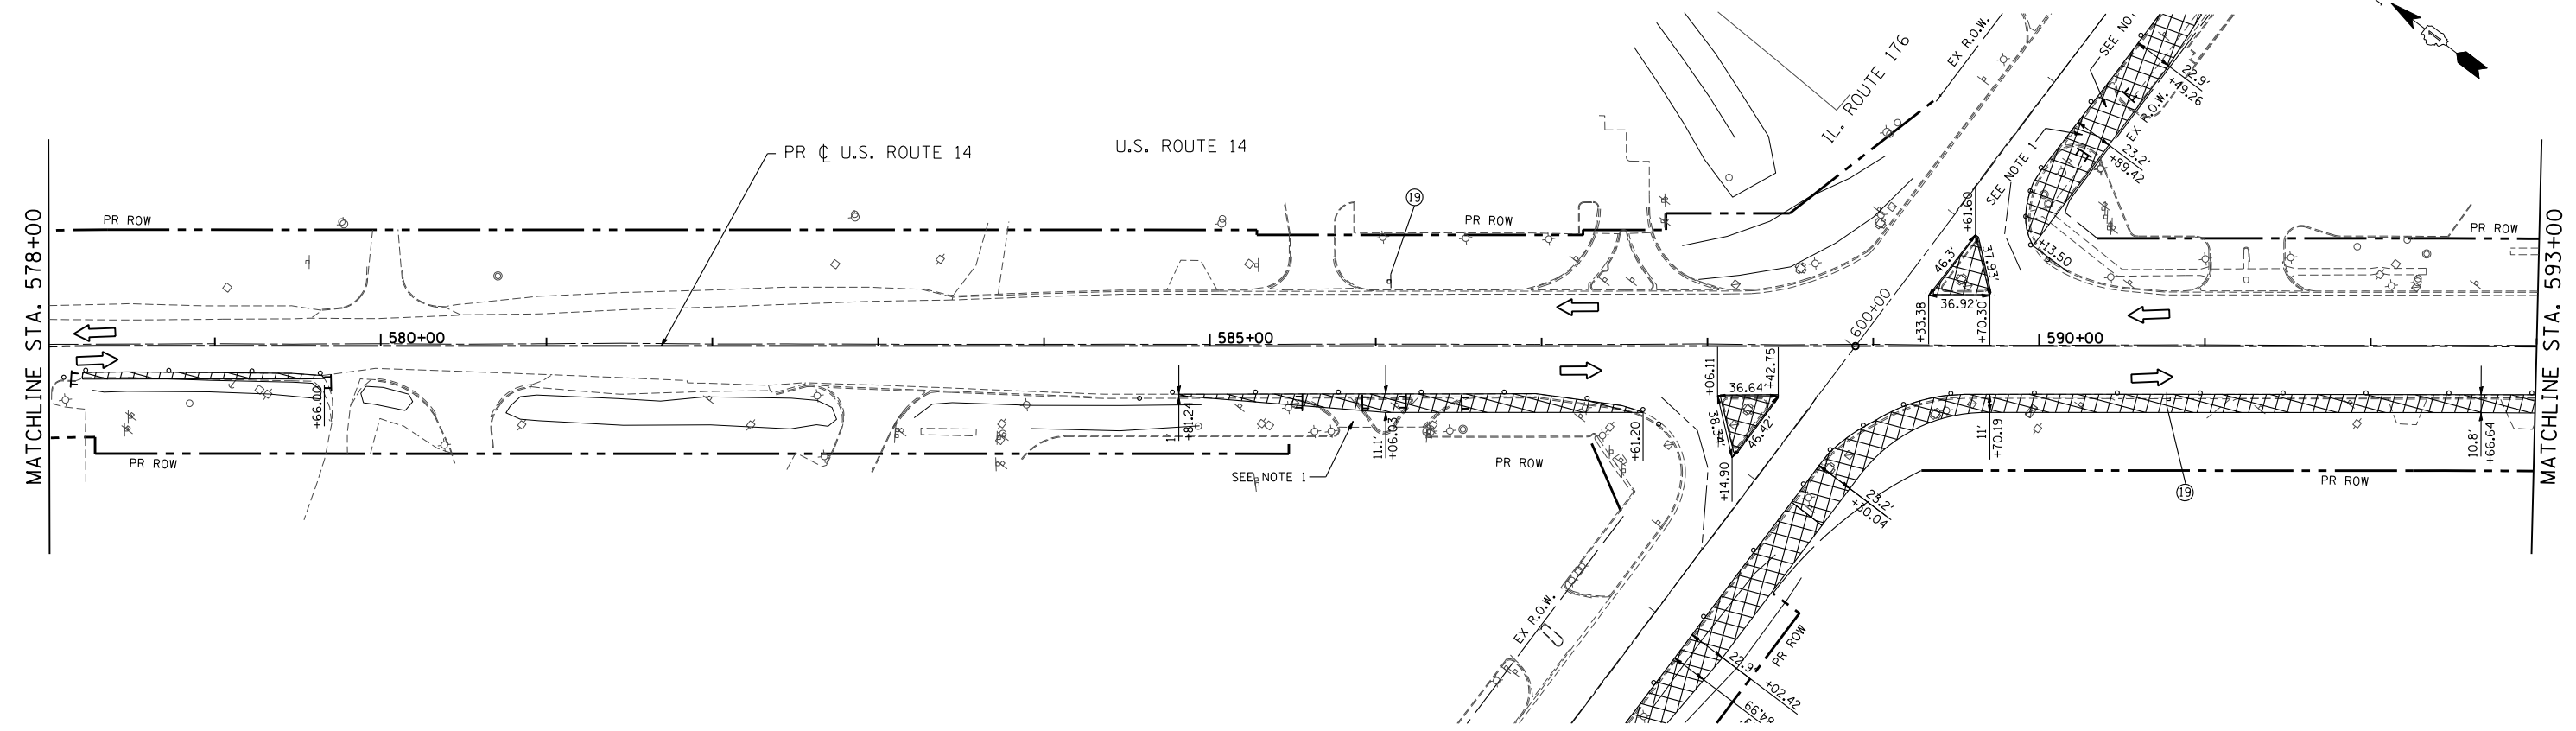 MATCHLINE STA. 578+00
PR ROW
PR ℄ U.S. ROUTE 14
U.S. ROUTE 14
19
PR ROW
IL. ROUTE 176
EX R.O.W.
SEE NOT
22.9'
+49.26
EX R.O.W.
23.2'
+89.42
SEE NOTE 1
+61.60
+13.50
46.3'
37.93'
36.92'
+33.38
+70.30
PR ROW
MATCHLINE STA. 593+00
580+00
585+00
600+00
590+00
+66.00
PR ROW
1'
+81.24
11.1'
+06.03
SEE NOTE 1
PR ROW
+61.20
+06.11
+42.75
36.64'
38.34'
46.42'
+14.90
11'
+70.19
19
10.8'
+66.64
PR ROW
23.2'
+30.04
EX R.O.W.
PR ROW
22.9'
+02.42
84.99